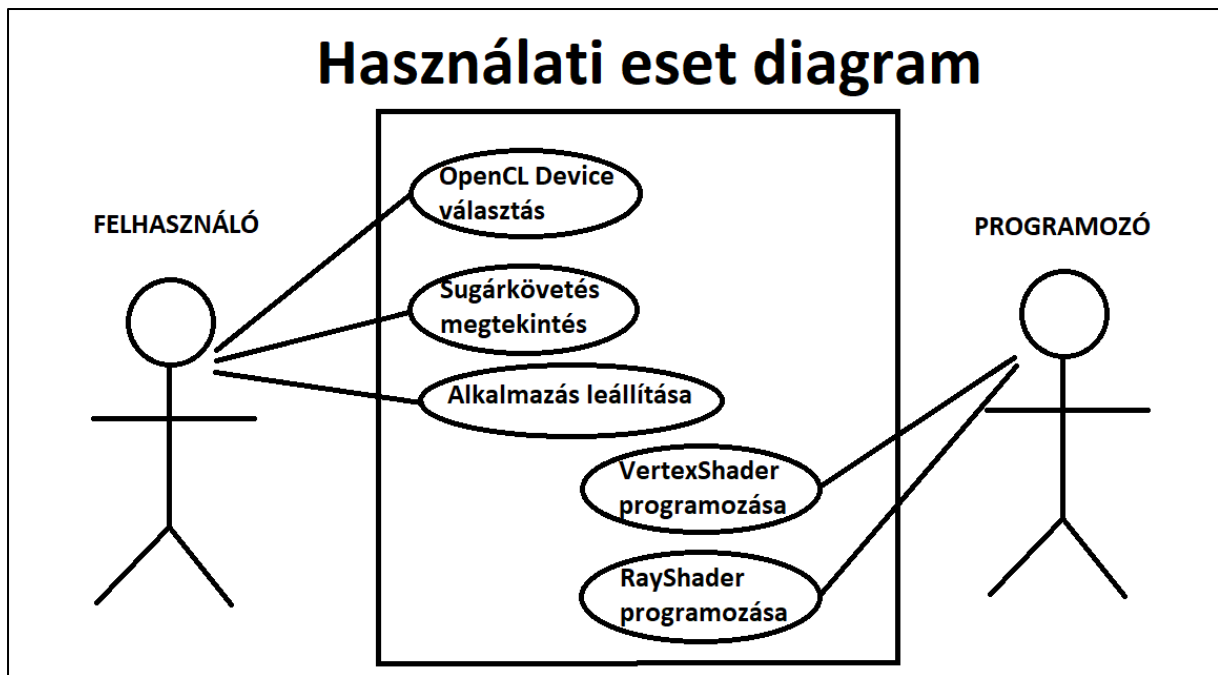 Használati eset diagram
OpenCL Device
választás
FELHASZNÁLÓ
PROGRAMOZÓ
Sugárkövetés
megtekintés
Alkalmazás leállítása
VertexShader
programozása
RayShader
programozása